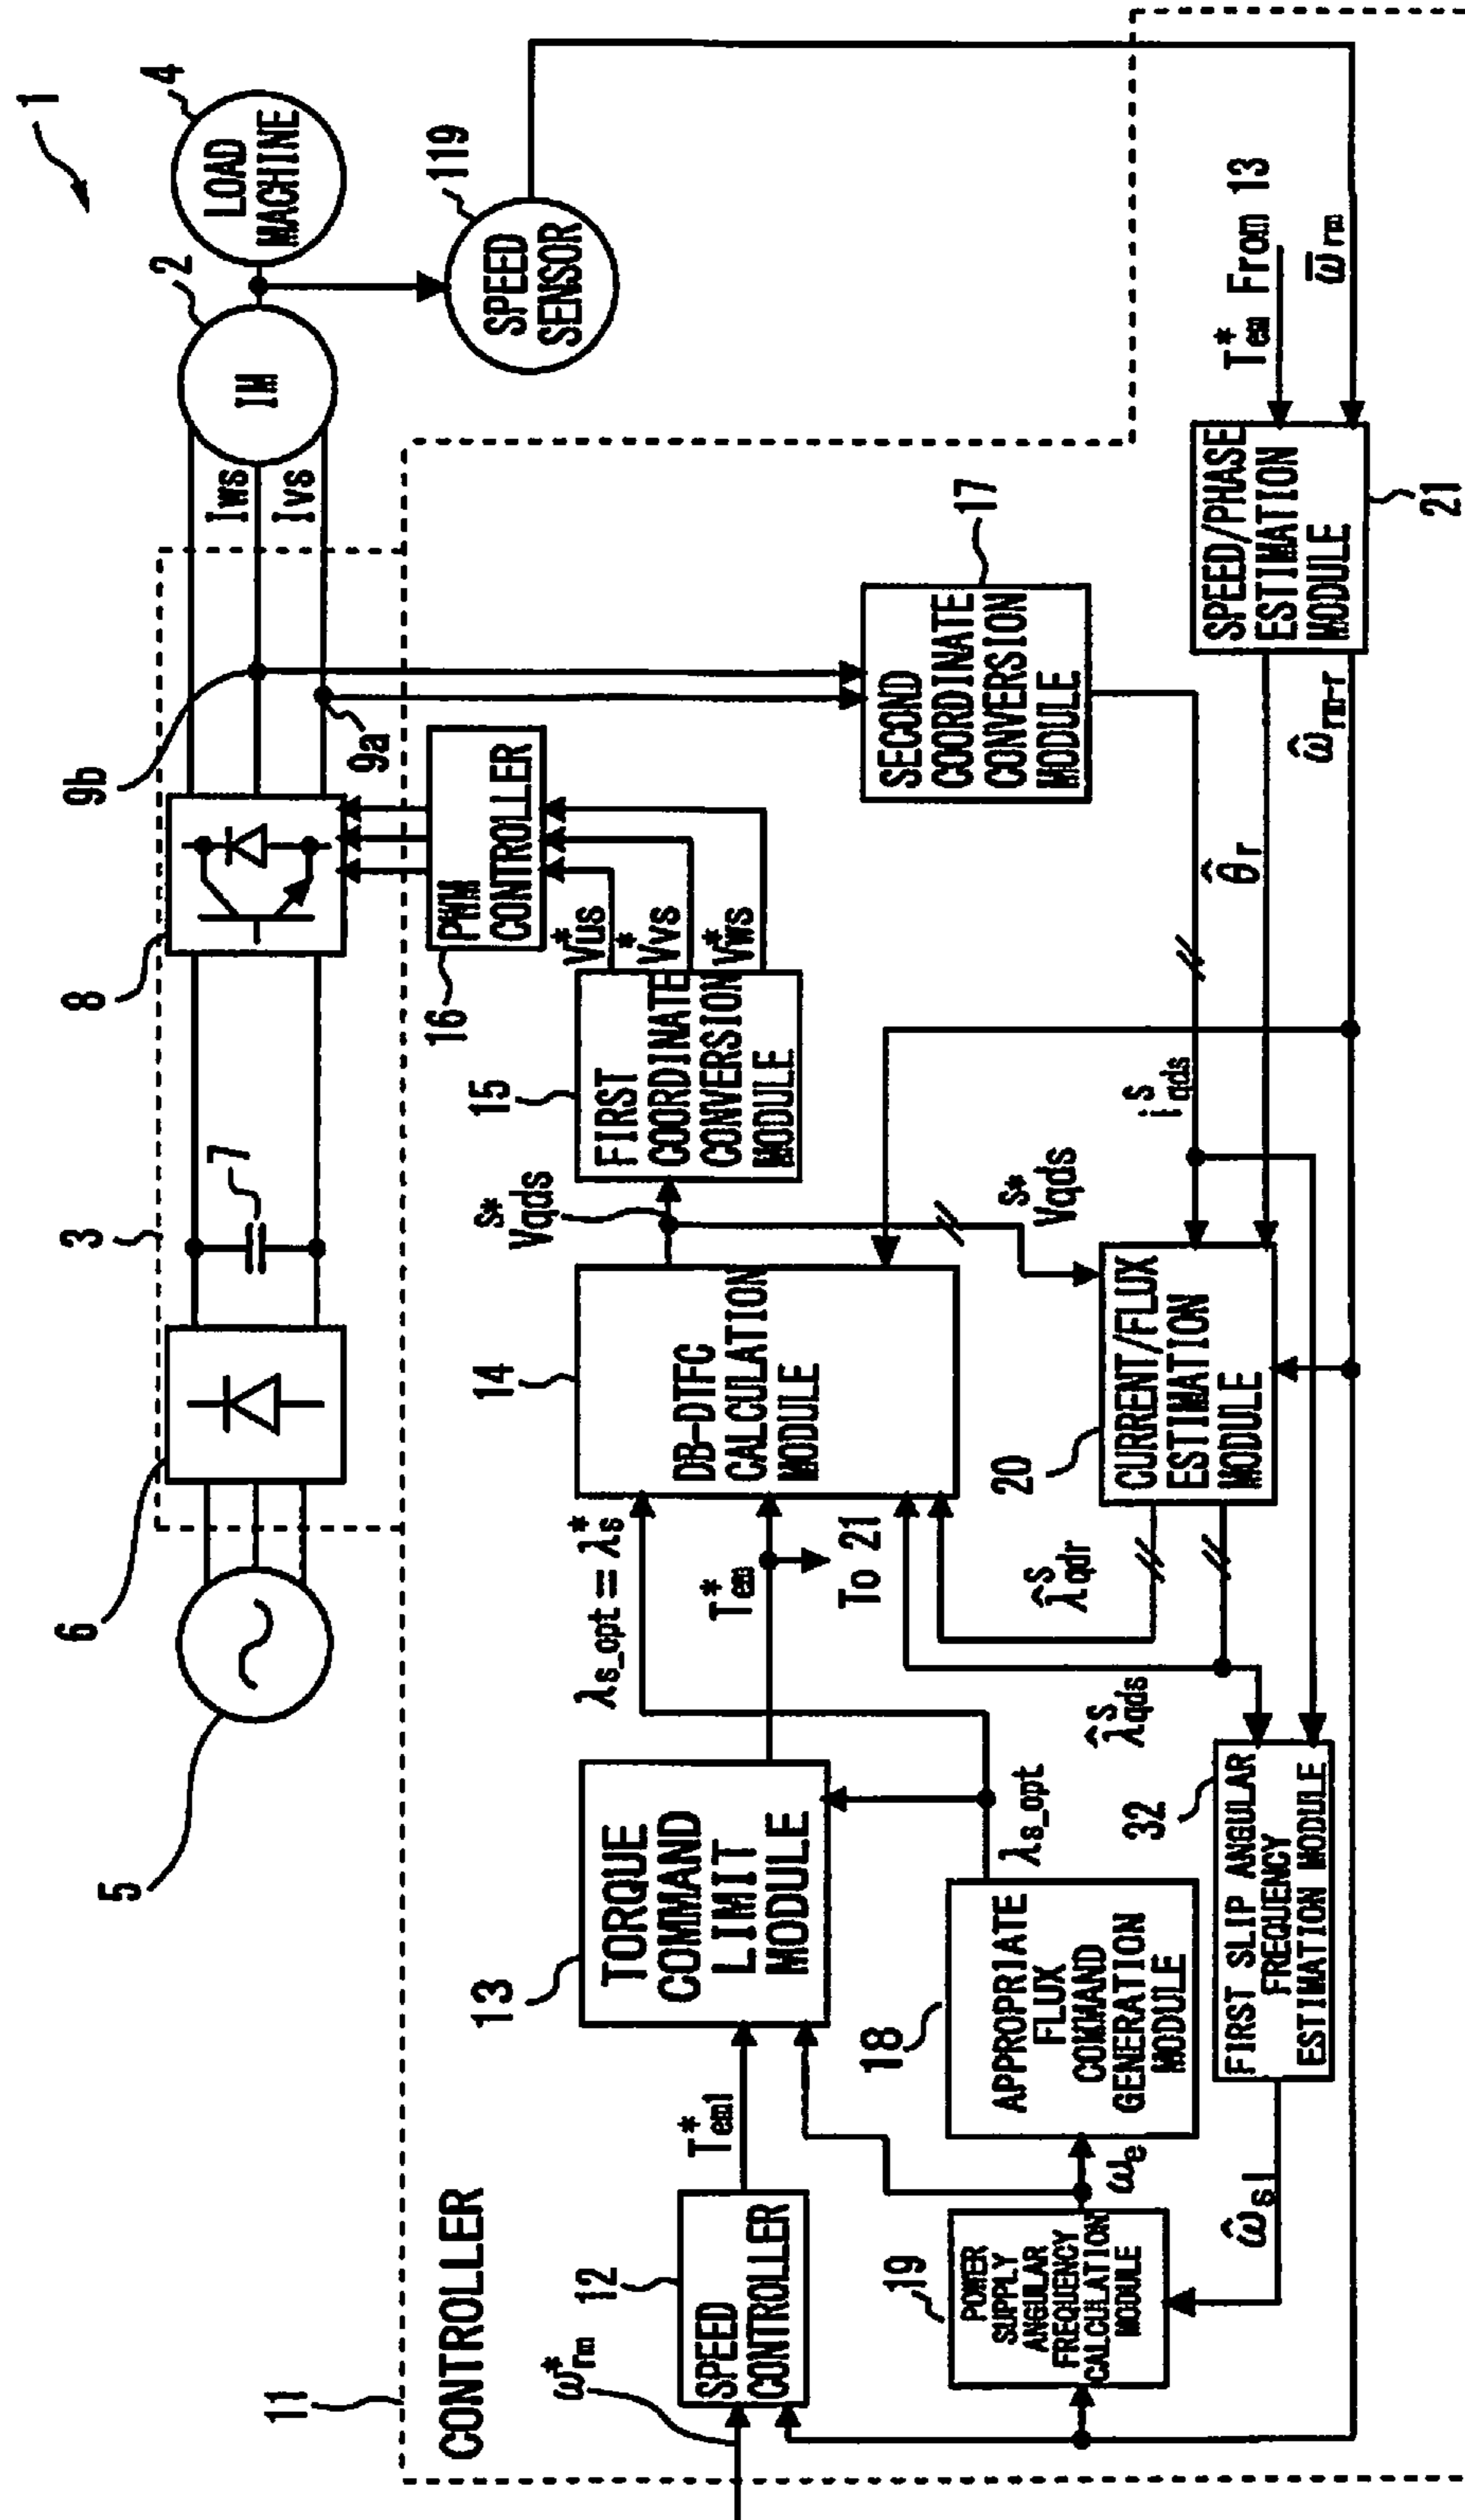 1
5
6
3
7
8
9b
9a
2
4
IM
LOAD
MACHINE
Iws
Ivs
119
SPEED
SENSOR
11
CONTROLLER
ω*rm
12
SPEED
CONTROLLER
T*em1
13
TORQUE
COMMAND
LIMIT
MODULE
λs_opt = λ*s
T*em
To 21
14
DB-DTFC
CALCULATION
MODULE
Vs*qds
15
FIRST
COORDINATE
CONVERSION
MODULE
V*us
V*vs
V*ws
16
PWM
CONTROLLER
17
SECOND
COORDINATE
CONVERSION
MODULE
19
POWER
SUPPLY
ANGULAR
FREQUENCY
CALCULATION
MODULE
ωe
18
APPROPRIATE
FLUX
COMMAND
GENERATION
MODULE
λs_opt
λ̂sqds
λ̂sqdr
20
CURRENT/FLUX
ESTIMATION
MODULE
Vs*qds
isqds
θ̂r
ω̂rm-r
21
SPEED/PHASE
ESTIMATION
MODULE
T*em From 13
ω̄rm
32
FIRST SLIP ANGULAR
FREQUENCY
ESTIMATION MODULE
ω̂sl